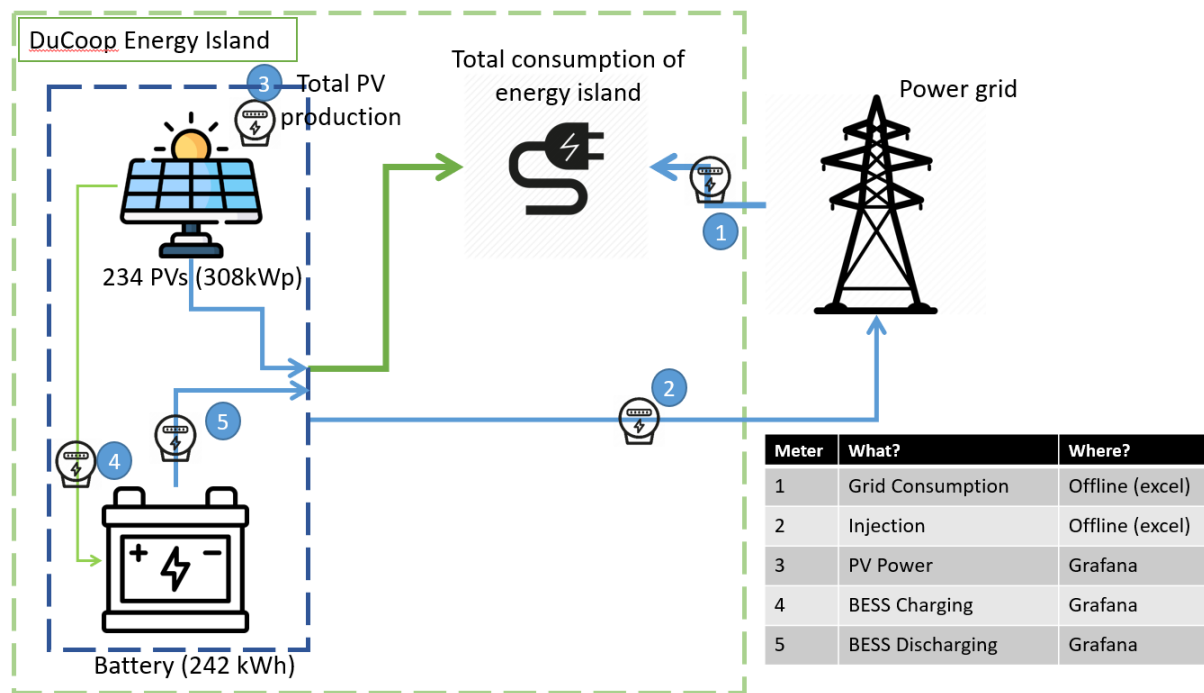 DuCoop Energy Island
3
Total PV
production
Total consumption of
energy island
Power grid
1
234 PVs (308kWp)
2
5
4
Battery (242 kWh)
Meter What? Where?
1 Grid Consumption Offline (excel)
2 Injection Offline (excel)
3 PV Power Grafana
4 BESS Charging Grafana
5 BESS Discharging Grafana